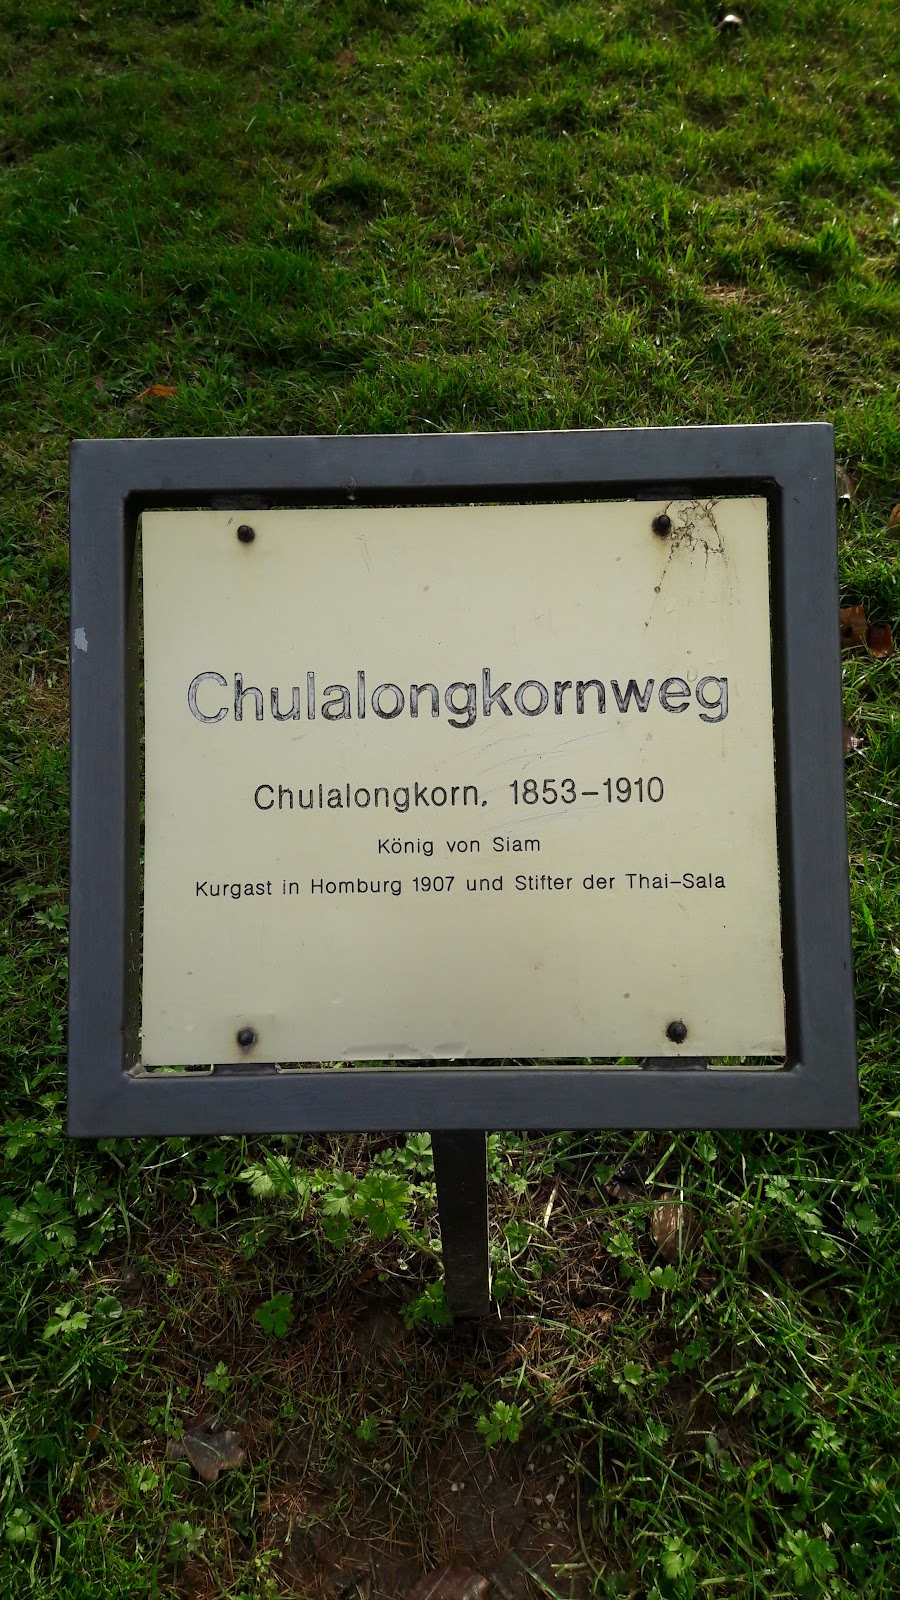 Chulalongkornweg
Chulalongkorn, 1853–1910
König von Siam
Kurgast in Homburg 1907 und Stifter der Thai–Sala